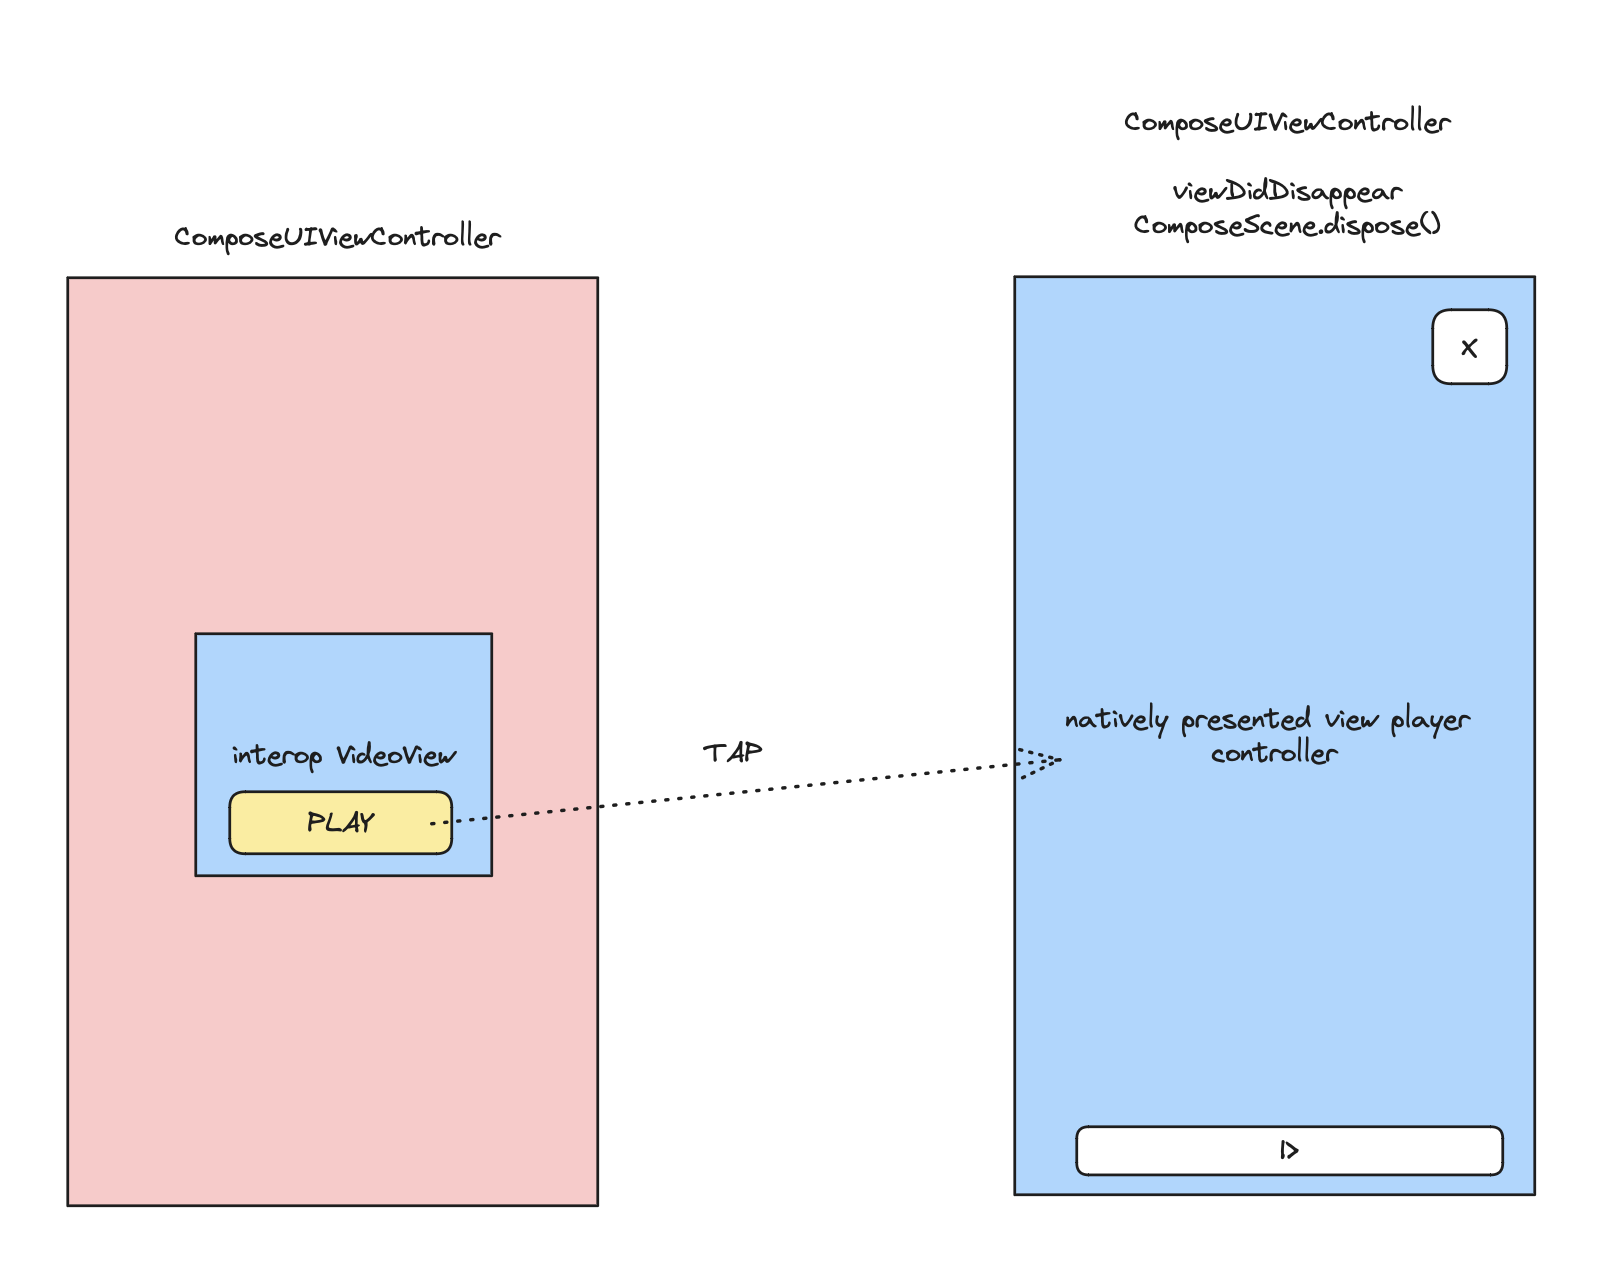 ComposeUIViewController
interop VideoView
PLAY
TAP
ComposeUIViewController
viewDidDisappear
ComposeScene.dispose()
X
natively presented view player
controller